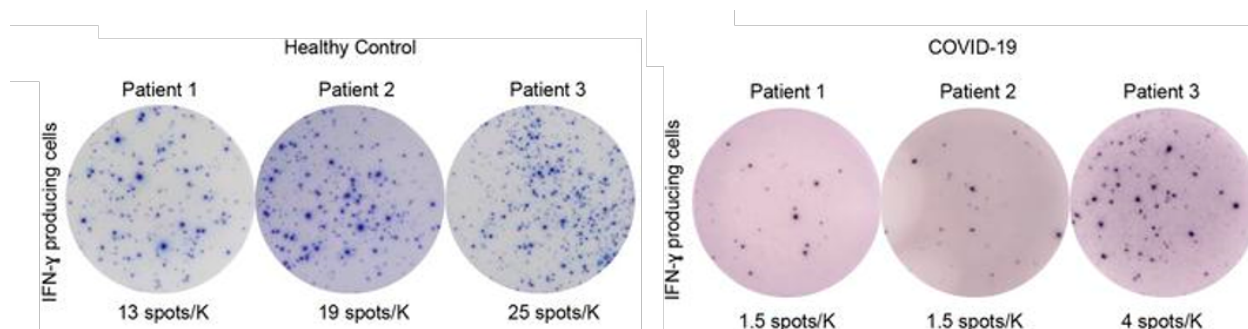 Healthy Control
Patient 1
Patient 2
Patient 3
IFN-γ producing cells
13 spots/K
19 spots/K
25 spots/K
COVID-19
Patient 1
Patient 2
Patient 3
IFN-γ producing cells
1.5 spots/K
1.5 spots/K
4 spots/K